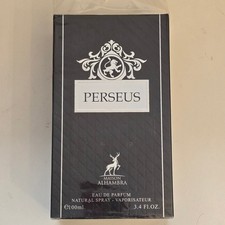 PERSEUS
MAISON
ALHAMBRA
EAU DE PARFUM
NATURAL SPRAY - VAPORISATEUR
℮100ml 3.4 FL.OZ.